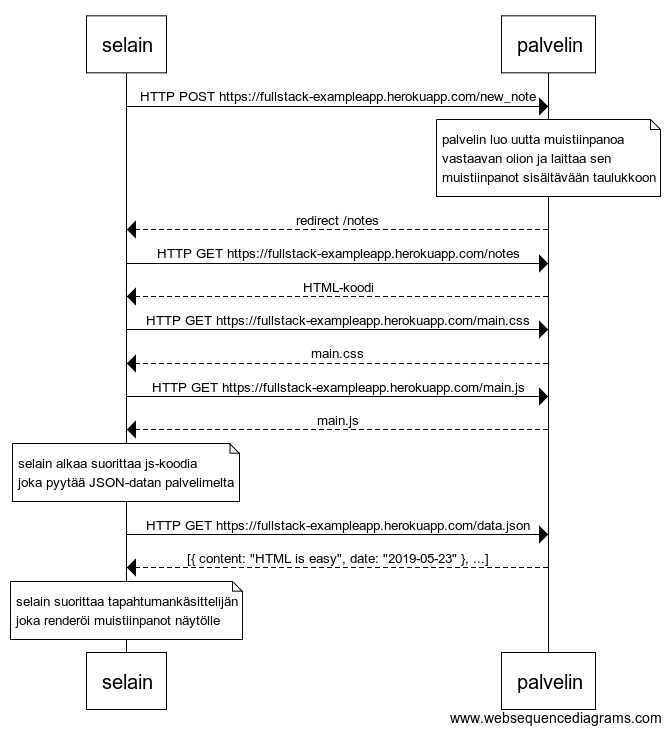 selain
palvelin
HTTP POST https://fullstack-exampleapp.herokuapp.com/new_note
palvelin luo uutta muistiinpanoa
vastaavan olion ja laittaa sen
muistiinpanot sisältävään taulukkoon
redirect /notes
HTTP GET https://fullstack-exampleapp.herokuapp.com/notes
HTML-koodi
HTTP GET https://fullstack-exampleapp.herokuapp.com/main.css
main.css
HTTP GET https://fullstack-exampleapp.herokuapp.com/main.js
main.js
selain alkaa suorittaa js-koodia
joka pyytää JSON-datan palvelimelta
HTTP GET https://fullstack-exampleapp.herokuapp.com/data.json
[{ content: "HTML is easy", date: "2019-05-23" }, ...]
selain suorittaa tapahtumankäsittelijän
joka renderöi muistiinpanot näytölle
selain
palvelin
www.websequencediagrams.com